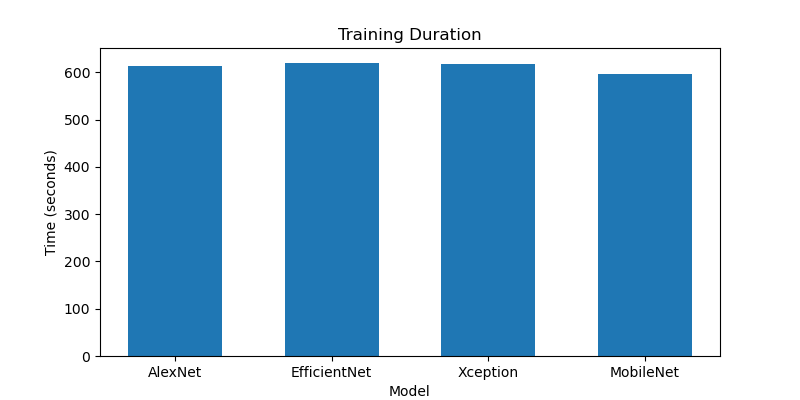 Training Duration
Time (seconds)
600
500
400
300
200
100
0
AlexNet EfficientNet Xception MobileNet
Model